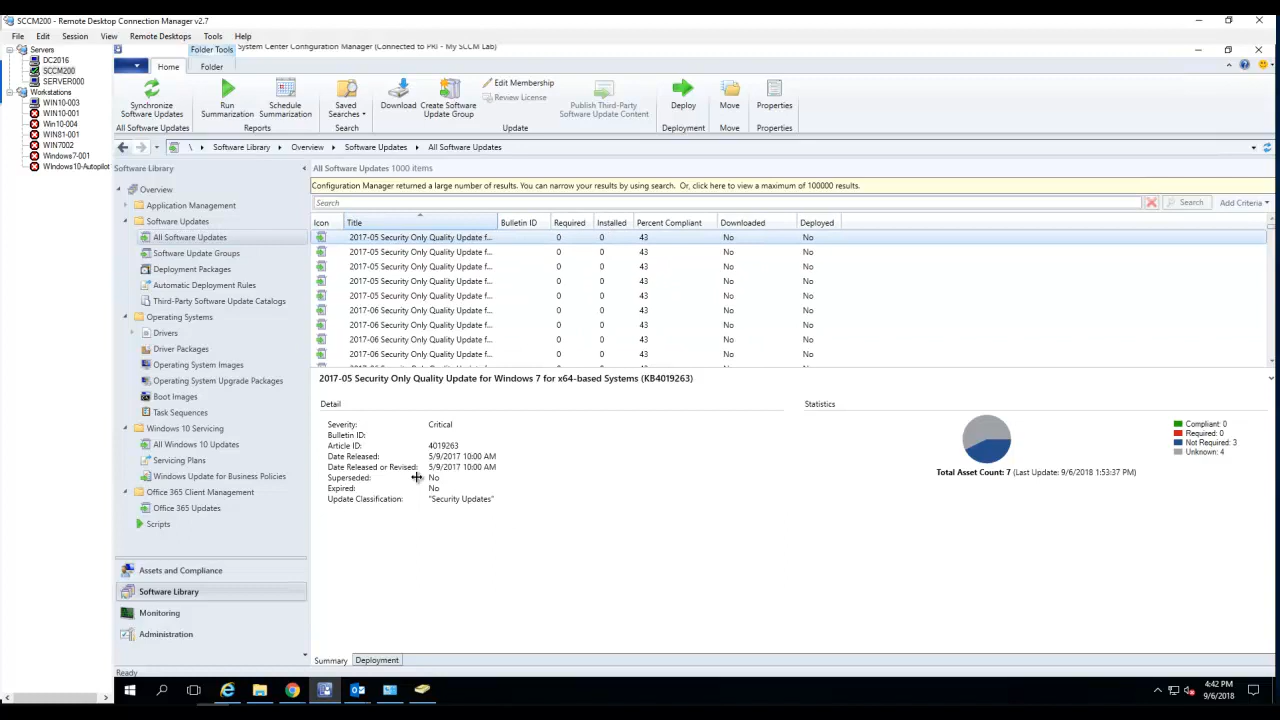 SCCM200 - Remote Desktop Connection Manager v2.7
File Edit Session View Remote Desktops Tools Help
Servers
DC2016
SCCM200
SERVER000
Workstations
WIN10-003
WIN10-001
Win10-004
WIN81-001
WIN7002
Windows7-001
Windows10-Autopilot
Folder Tools
System Center Configuration Manager (Connected to PRI - My SCCM Lab)
Home Folder
Synchronize Software Updates
All Software Updates
Run Summarization
Schedule Summarization
Reports
Saved Searches
Search
Download
Create Software Update Group
Edit Membership
Review License
Update
Publish Third-Party Software Update Content
Deploy
Deployment
Move
Move
Properties
Properties
\ Software Library Overview Software Updates All Software Updates
Software Library
Overview
Application Management
Software Updates
All Software Updates
Software Update Groups
Deployment Packages
Automatic Deployment Rules
Third-Party Software Update Catalogs
Operating Systems
Drivers
Driver Packages
Operating System Images
Operating System Upgrade Packages
Boot Images
Task Sequences
Windows 10 Servicing
All Windows 10 Updates
Servicing Plans
Windows Update for Business Policies
Office 365 Client Management
Office 365 Updates
Scripts
Assets and Compliance
Software Library
Monitoring
Administration
All Software Updates 1000 items
Configuration Manager returned a large number of results. You can narrow your results by using search. Or, click here to view a maximum of 100000 results.
Search
Search
Add Criteria
Icon Title Bulletin ID Required Installed Percent Compliant Downloaded Deployed
2017-05 Security Only Quality Update f... 0 0 43 No No
2017-05 Security Only Quality Update f... 0 0 43 No No
2017-05 Security Only Quality Update f... 0 0 43 No No
2017-05 Security Only Quality Update f... 0 0 43 No No
2017-05 Security Only Quality Update f... 0 0 43 No No
2017-06 Security Only Quality Update f... 0 0 43 No No
2017-06 Security Only Quality Update f... 0 0 43 No No
2017-06 Security Only Quality Update f... 0 0 43 No No
2017-06 Security Only Quality Update f... 0 0 43 No No
2017-05 Security Only Quality Update for Windows 7 for x64-based Systems (KB4019263)
Detail
Severity: Critical
Bulletin ID:
Article ID: 4019263
Date Released: 5/9/2017 10:00 AM
Date Released or Revised: 5/9/2017 10:00 AM
Superseded: No
Expired: No
Update Classification: "Security Updates"
Statistics
Compliant: 0
Required: 0
Not Required: 3
Unknown: 4
Total Asset Count: 7 (Last Update: 9/6/2018 1:53:37 PM)
Summary Deployment
Ready
4:42 PM
9/6/2018